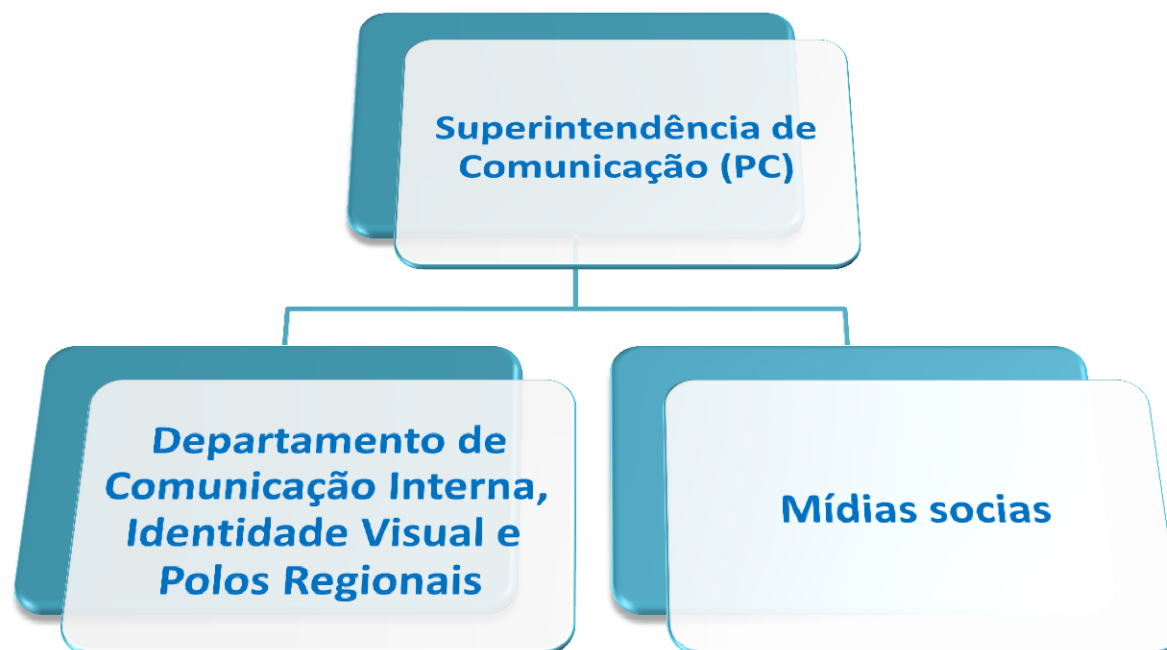 Superintendência de
Comunicação (PC)
Departamento de
Comunicação Interna,
Identidade Visual e
Polos Regionais
Mídias socias